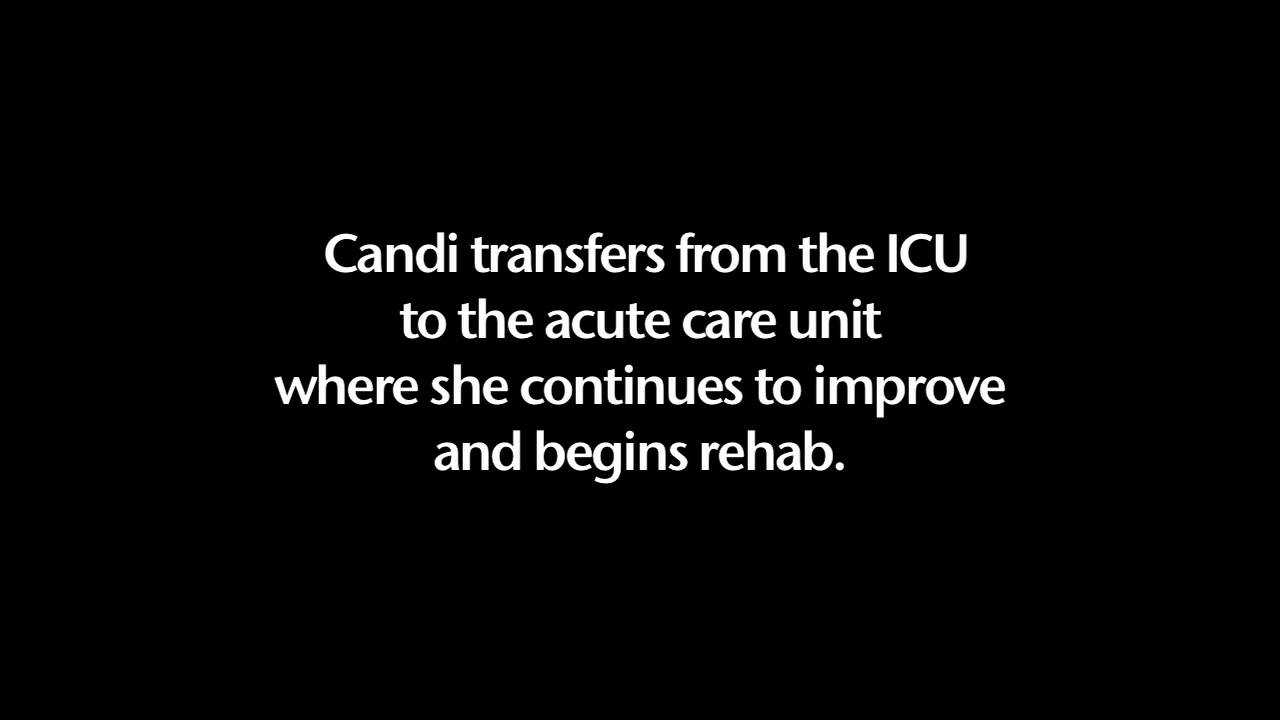 Candi transfers from the ICU
to the acute care unit
where she continues to improve
and begins rehab.